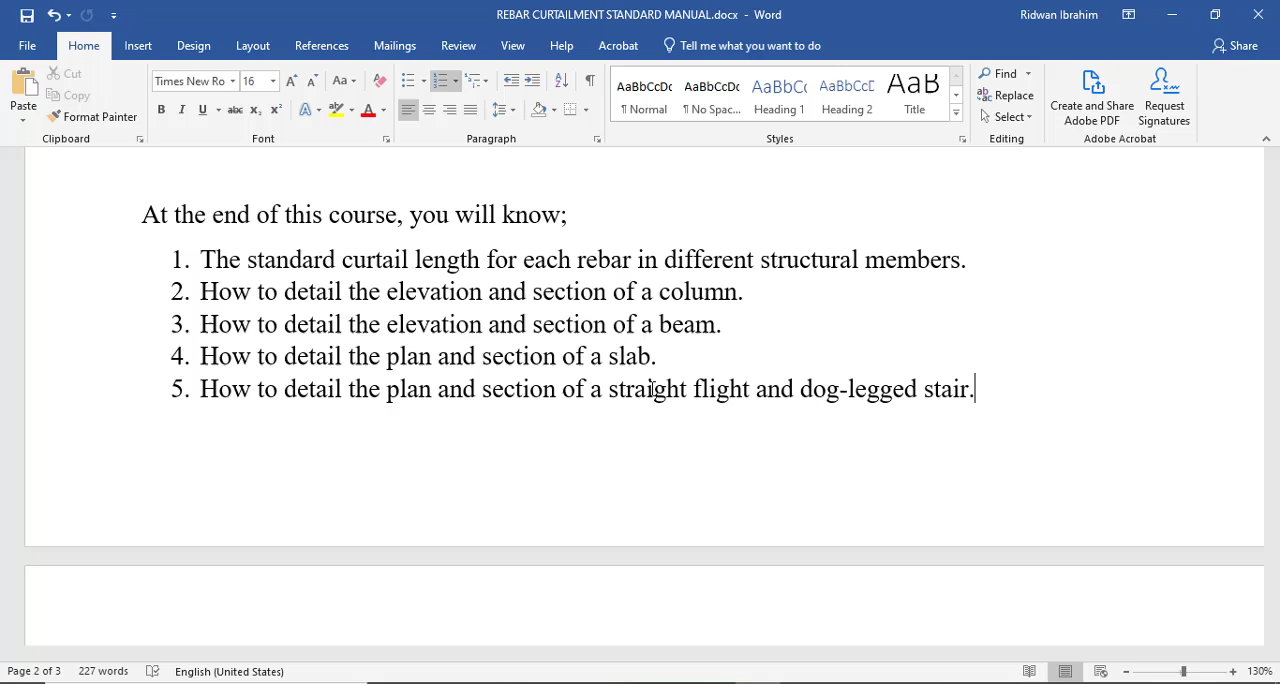 REBAR CURTAILMENT STANDARD MANUAL.docx - Word
Ridwan Ibrahim
File Home Insert Design Layout References Mailings Review View Help Acrobat Tell me what you want to do Share
Paste
Cut
Copy
Format Painter
Clipboard
Times New Ro 16
Aa
B I U abc X₂ X²
A A
Font
Paragraph
AaBbCcDc AaBbCcDc AaBbCc AaBbCcD AaB
¶ Normal ¶ No Spac... Heading 1 Heading 2 Title
Styles
Find
Replace
Select
Editing
Create and Share
Adobe PDF
Request
Signatures
Adobe Acrobat
At the end of this course, you will know;
1. The standard curtail length for each rebar in different structural members.
2. How to detail the elevation and section of a column.
3. How to detail the elevation and section of a beam.
4. How to detail the plan and section of a slab.
5. How to detail the plan and section of a straight flight and dog-legged stair.
Page 2 of 3 227 words English (United States) 130%